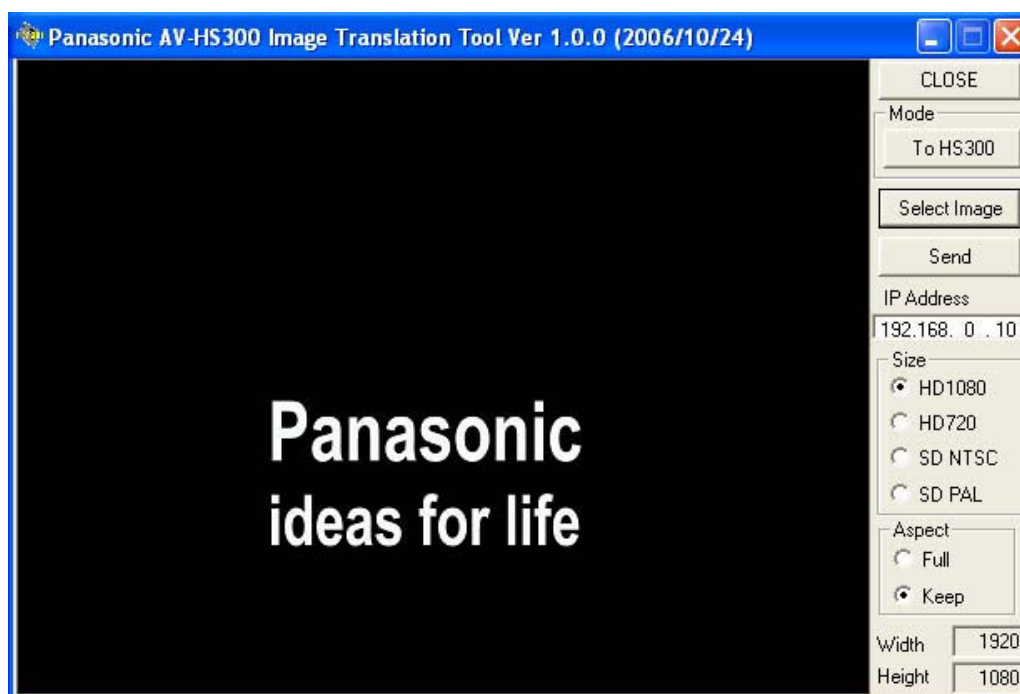 Panasonic AV-HS300 Image Translation Tool Ver 1.0.0 (2006/10/24)
CLOSE
Mode
To HS300
Select Image
Send
IP Address
192.168. 0 .10
Size
HD1080
HD720
SD NTSC
SD PAL
Aspect
Full
Keep
Width 1920
Height 1080
Panasonic
ideas for life